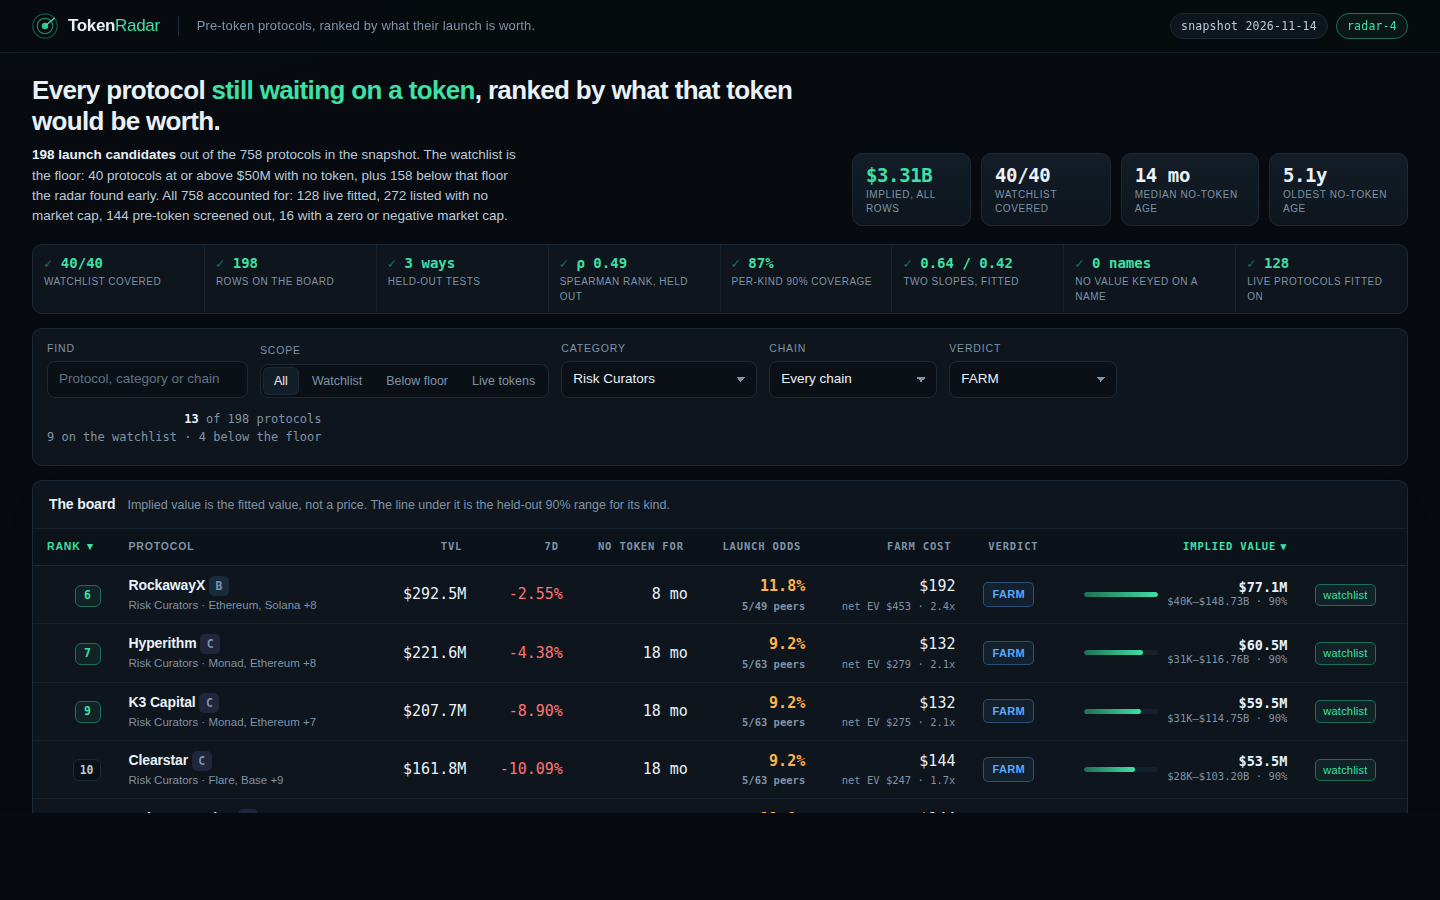 TokenRadar
Pre-token protocols, ranked by what their launch is worth.
snapshot 2026-11-14
radar-4
Every protocol still waiting on a token, ranked by what that token
would be worth.
198 launch candidates out of the 758 protocols in the snapshot. The watchlist is
the floor: 40 protocols at or above $50M with no token, plus 158 below that floor
the radar found early. All 758 accounted for: 128 live fitted, 272 listed with no
market cap, 144 pre-token screened out, 16 with a zero or negative market cap.
$3.31B
IMPLIED, ALL
ROWS
40/40
WATCHLIST
COVERED
14 mo
MEDIAN NO-TOKEN
AGE
5.1y
OLDEST NO-TOKEN
AGE
✓ 40/40
WATCHLIST COVERED
✓ 198
ROWS ON THE BOARD
✓ 3 ways
HELD-OUT TESTS
✓ ρ 0.49
SPEARMAN RANK, HELD
OUT
✓ 87%
PER-KIND 90% COVERAGE
✓ 0.64 / 0.42
TWO SLOPES, FITTED
✓ 0 names
NO VALUE KEYED ON A
NAME
✓ 128
LIVE PROTOCOLS FITTED
ON
FIND
Protocol, category or chain
SCOPE
All
Watchlist
Below floor
Live tokens
CATEGORY
Risk Curators
CHAIN
Every chain
VERDICT
FARM
13 of 198 protocols
9 on the watchlist · 4 below the floor
The board
Implied value is the fitted value, not a price. The line under it is the held-out 90% range for its kind.
RANK ▼ PROTOCOL TVL 7D NO TOKEN FOR LAUNCH ODDS FARM COST VERDICT IMPLIED VALUE ▼
6 RockawayX B $292.5M -2.55% 8 mo 11.8% $192 FARM $77.1M watchlist
Risk Curators · Ethereum, Solana +8 5/49 peers net EV $453 · 2.4x $40K–$148.73B · 90%
7 Hyperithm C $221.6M -4.38% 18 mo 9.2% $132 FARM $60.5M watchlist
Risk Curators · Monad, Ethereum +8 5/63 peers net EV $279 · 2.1x $31K–$116.76B · 90%
9 K3 Capital C $207.7M -8.90% 18 mo 9.2% $132 FARM $59.5M watchlist
Risk Curators · Monad, Ethereum +7 5/63 peers net EV $275 · 2.1x $31K–$114.75B · 90%
10 Clearstar C $161.8M -10.09% 18 mo 9.2% $144 FARM $53.5M watchlist
Risk Curators · Flare, Base +9 5/63 peers net EV $247 · 1.7x $28K–$103.20B · 90%